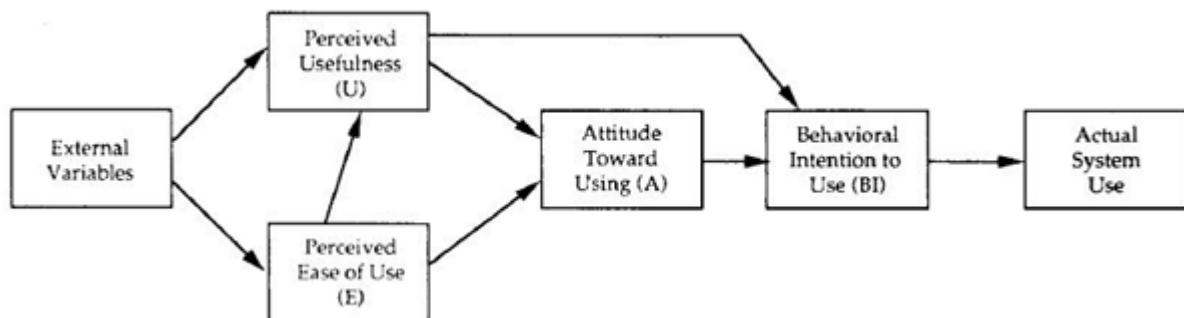 External
Variables
Perceived
Usefulness
(U)
Perceived
Ease of Use
(E)
Attitude
Toward
Using (A)
Behavioral
Intention to
Use (BI)
Actual
System
Use